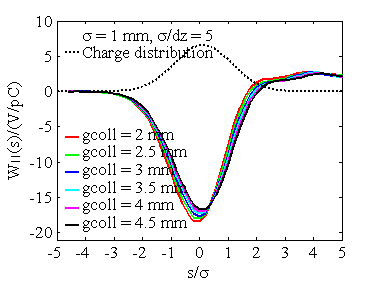 10
5
0
-5
-10
-15
-20
W||(s)/(V/pC)
σ = 1 mm, σ/dz = 5
Charge distribution
gcoll = 2 mm
gcoll = 2.5 mm
gcoll = 3 mm
gcoll = 3.5 mm
gcoll = 4 mm
gcoll = 4.5 mm
-5 -4 -3 -2 -1 0 1 2 3 4 5
s/σ